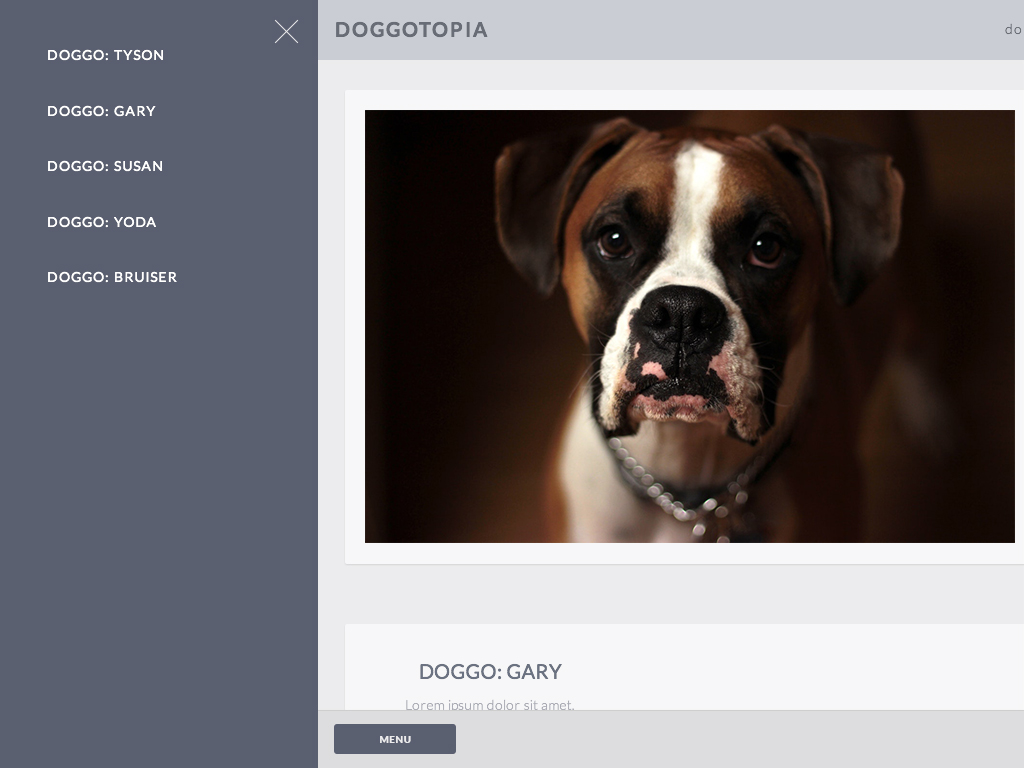 DOGGO: TYSON
DOGGO: GARY
DOGGO: SUSAN
DOGGO: YODA
DOGGO: BRUISER
DOGGOTOPIA
do
DOGGO: GARY
Lorem ipsum dolor sit amet,
MENU